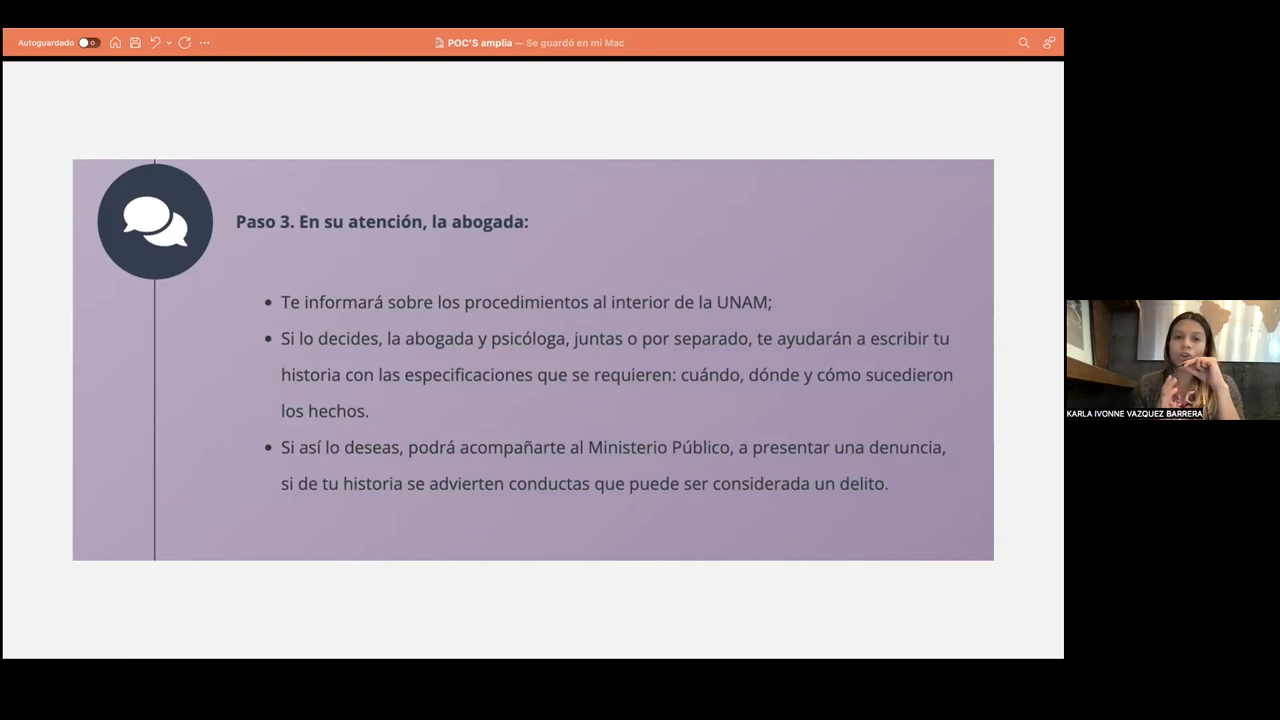 Autoguardado
POC'S amplia — Se guardó en mi Mac
Paso 3. En su atención, la abogada:
• Te informará sobre los procedimientos al interior de la UNAM;
• Si lo decides, la abogada y psicóloga, juntas o por separado, te ayudarán a escribir tu
historia con las especificaciones que se requieren: cuándo, dónde y cómo sucedieron
los hechos.
• Si así lo deseas, podrá acompañarte al Ministerio Público, a presentar una denuncia,
si de tu historia se advierten conductas que puede ser considerada un delito.
KARLA IVONNE VAZQUEZ BARRERA